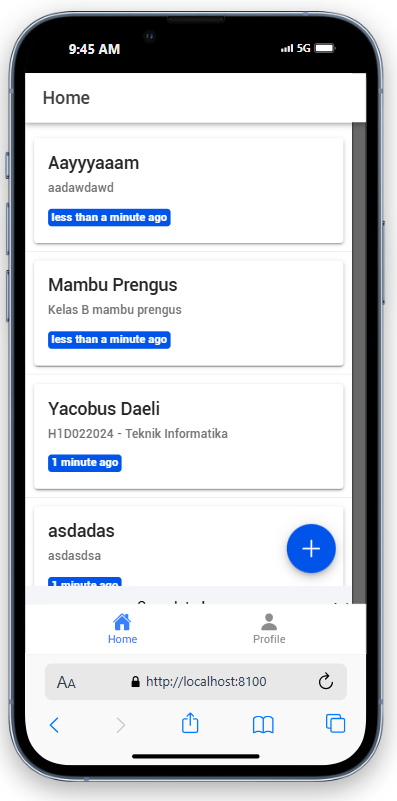 9:45 AM
5G
Home
Aayyyaaam
aadawdawd
less than a minute ago
Mambu Prengus
Kelas B mambu prengus
less than a minute ago
Yacobus Daeli
H1D022024 - Teknik Informatika
1 minute ago
asdadas
asdasdsa
1 minute ago
Home
Profile
AA
http://localhost:8100